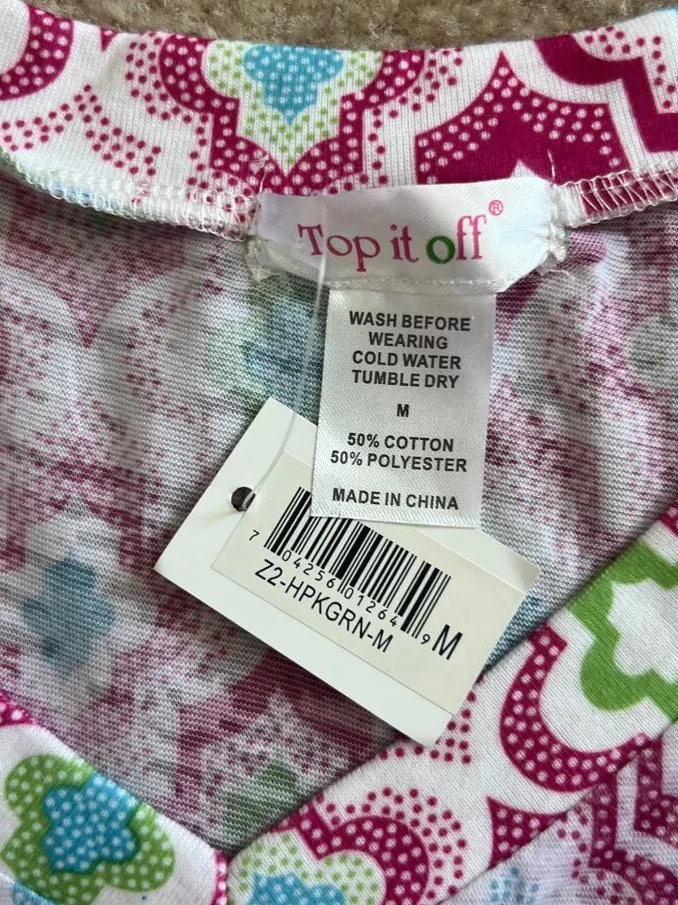 Top it off®
WASH BEFORE
WEARING
COLD WATER
TUMBLE DRY
M
50% COTTON
50% POLYESTER
MADE IN CHINA
7 04256 01264 9
M
Z2-HPKGRN-M